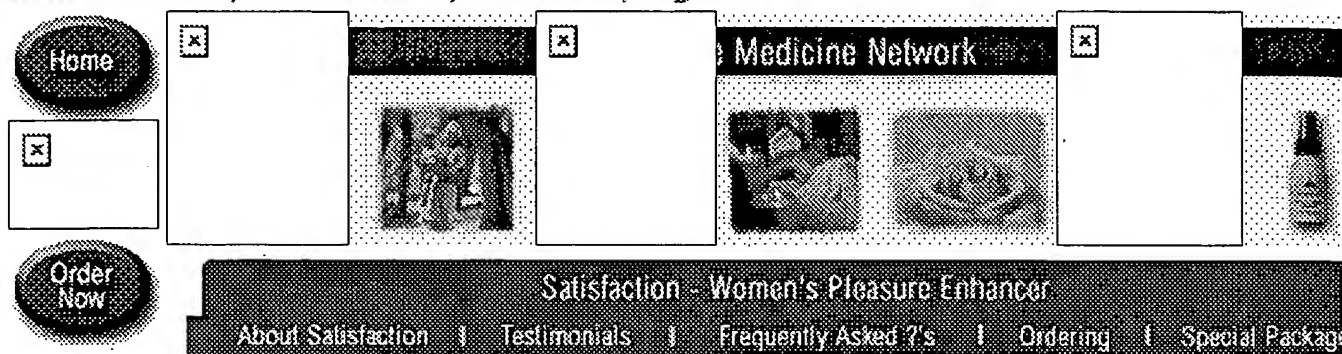 Home
e Medicine Network
Order
Now
Satisfaction - Women's Pleasure Enhancer
About Satisfaction | Testimonials | Frequently Asked ?'s | Ordering | Special Packag